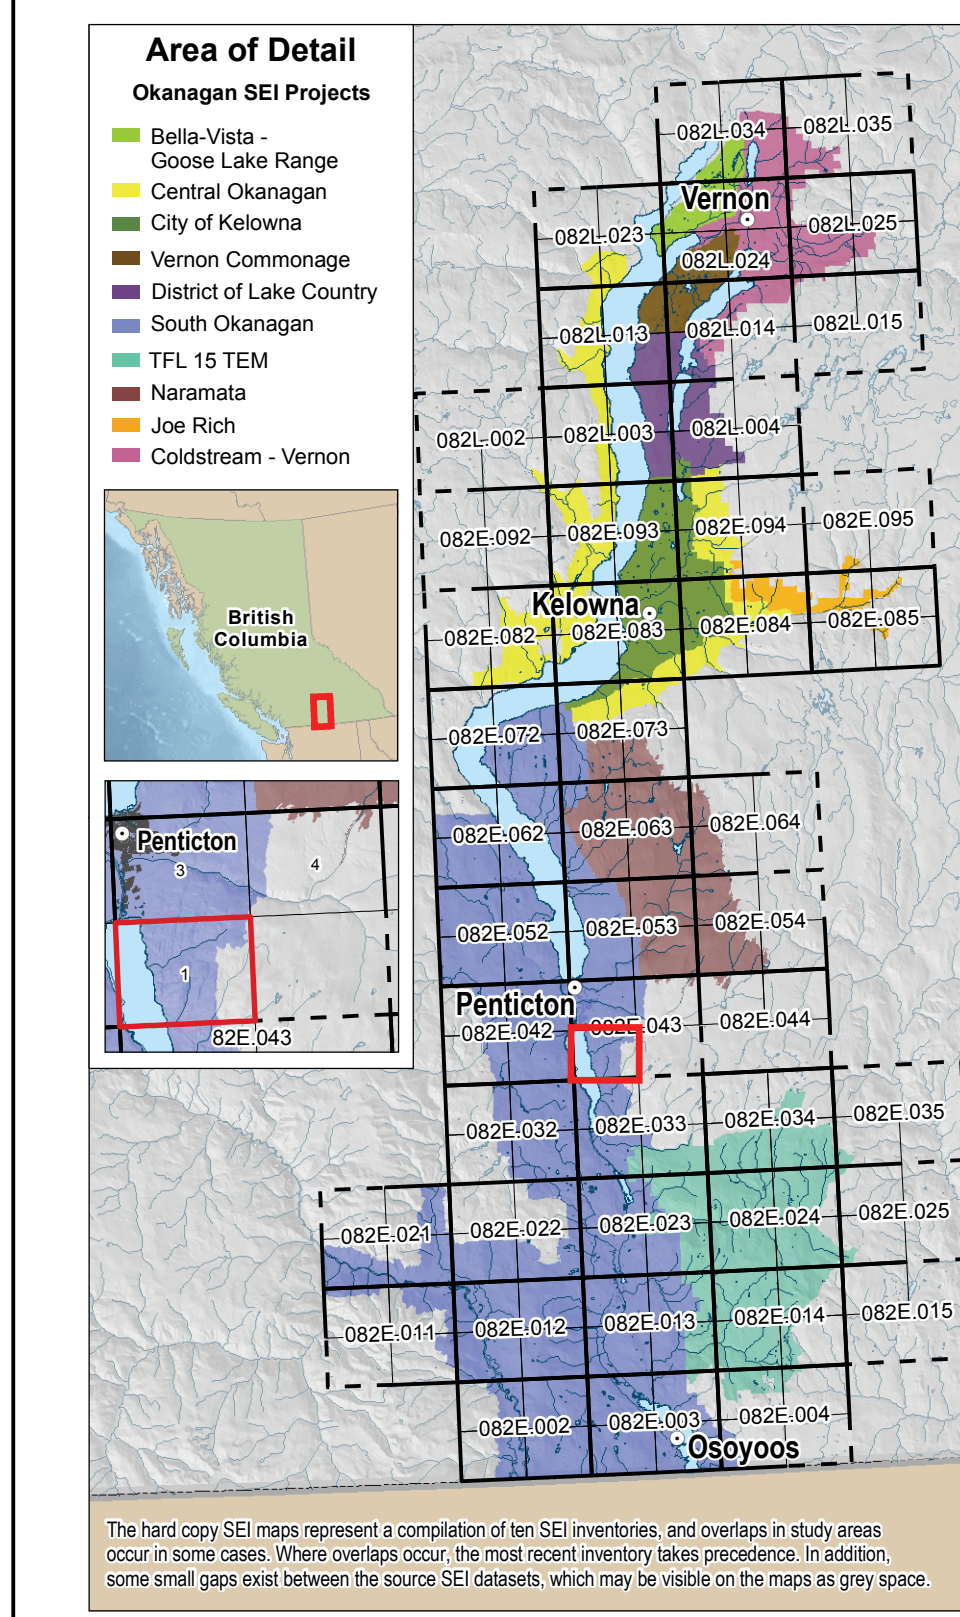 Area of Detail
Okanagan SEI Projects
Bella-Vista -
Goose Lake Range
Central Okanagan
City of Kelowna
Vernon Commonage
District of Lake Country
South Okanagan
TFL 15 TEM
Naramata
Joe Rich
Coldstream - Vernon
British
Columbia
Penticton
3
4
1
82E.043
082L.034
082L.035
Vernon
082L.023
082L.025
082L.024
082L.013
082L.014
082L.015
082L.002
082L.003
082L.004
082E.092
082E.093
082E.094
082E.095
Kelowna
082E.082
082E.083
082E.084
082E.085
082E.072
082E.073
082E.062
082E.063
082E.064
082E.052
082E.053
082E.054
Penticton
082E.042
082E.043
082E.044
082E.032
082E.033
082E.034
082E.035
082E.021
082E.022
082E.023
082E.024
082E.025
082E.011
082E.012
082E.013
082E.014
082E.015
082E.002
082E.003
082E.004
Osoyoos
The hard copy SEI maps represent a compilation of ten SEI inventories, and overlaps in study areas
occur in some cases. Where overlaps occur, the most recent inventory takes precedence. In addition,
some small gaps exist between the source SEI datasets, which may be visible on the maps as grey space.